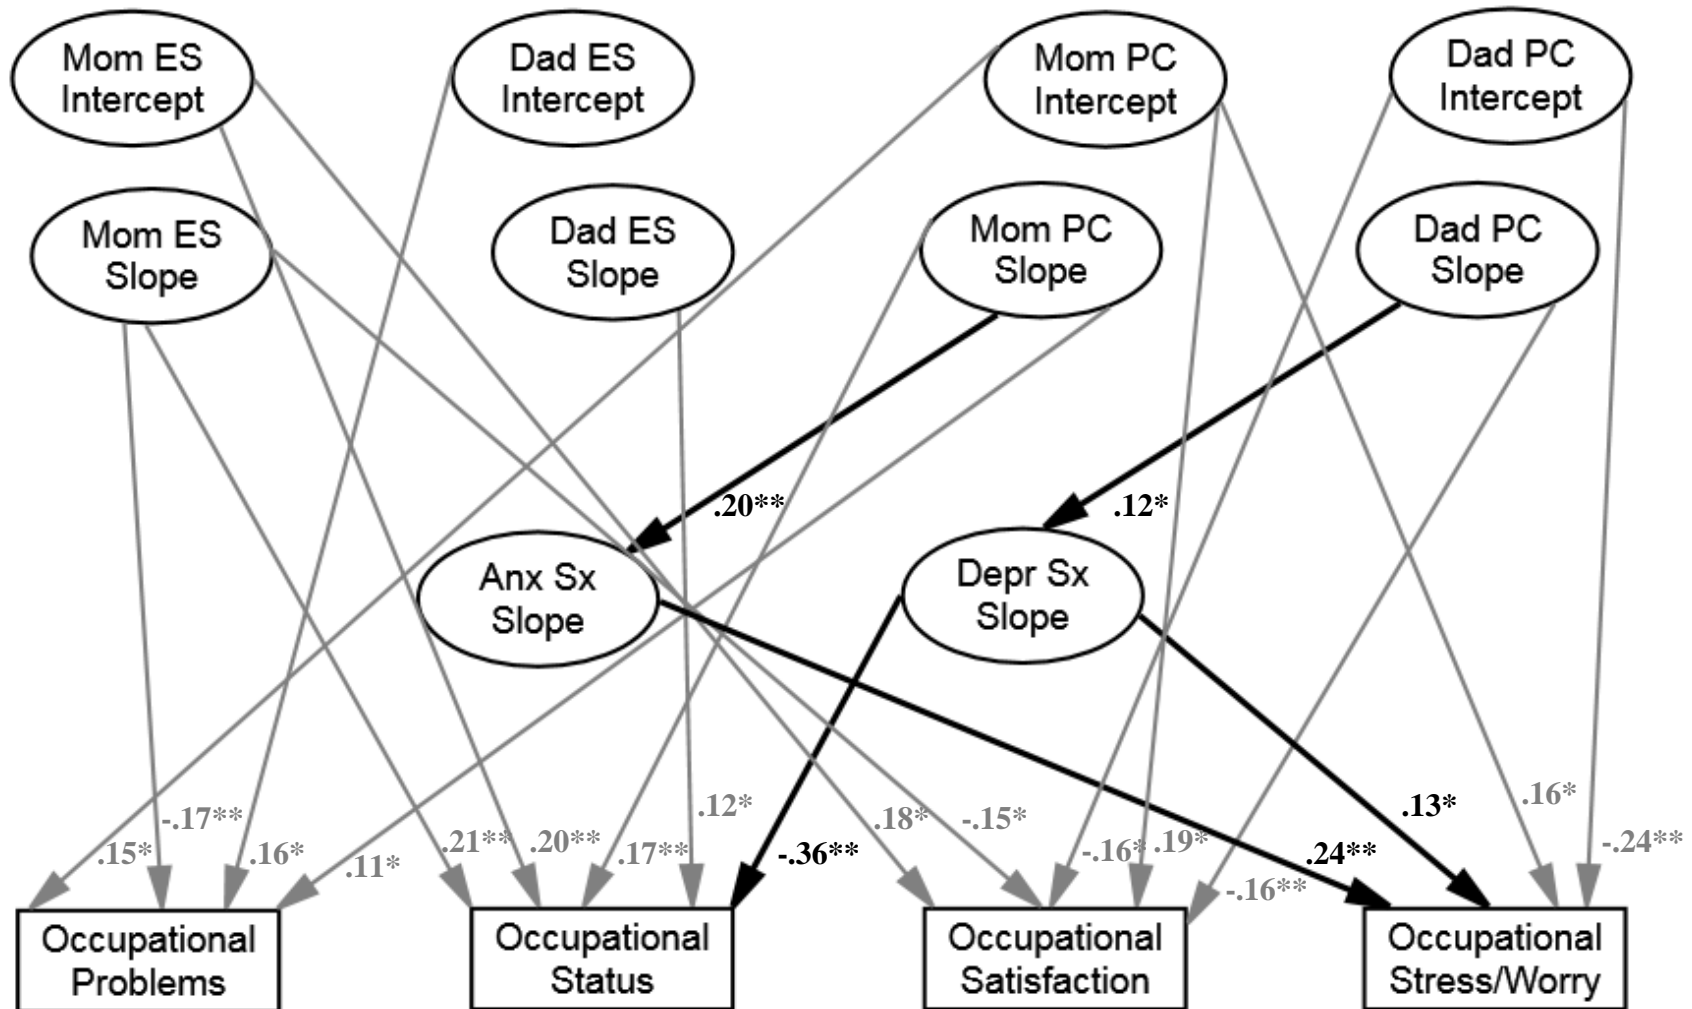 Mom ES
Intercept
Dad ES
Intercept
Mom PC
Intercept
Dad PC
Intercept
Mom ES
Slope
Dad ES
Slope
Mom PC
Slope
Dad PC
Slope
.20**
.12*
Anx Sx
Slope
Depr Sx
Slope
.15*
-.17**
.16*
.11*
.21**
.20**
.17**
.12*
-.36**
.18*
-.15*
-.16*
.19*
-.16**
.24**
.13*
.16*
-.24**
Occupational
Problems
Occupational
Status
Occupational
Satisfaction
Occupational
Stress/Worry